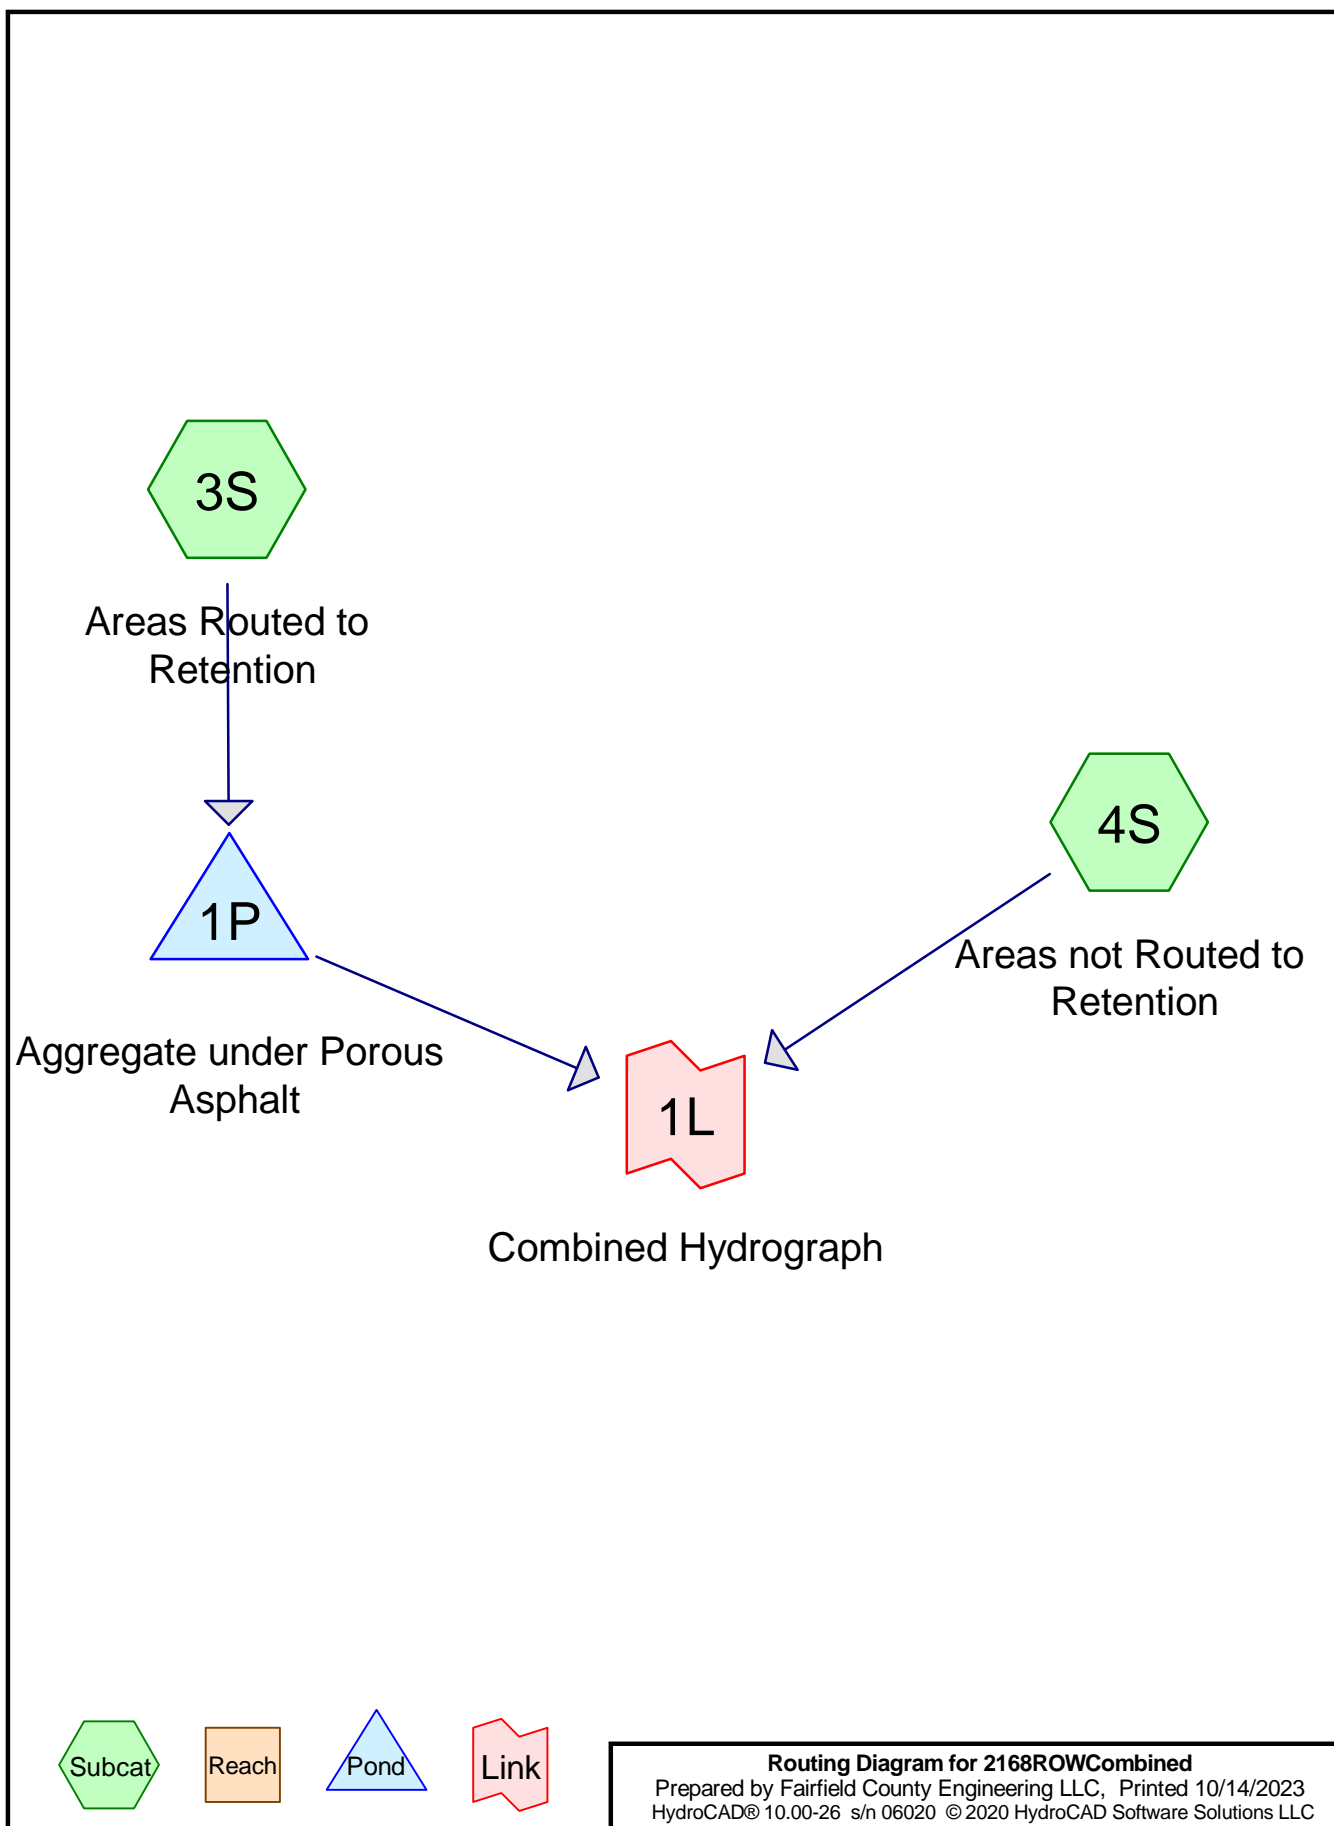 3S
Areas Routed to
Retention
1P
Aggregate under Porous
Asphalt
4S
Areas not Routed to
Retention
1L
Combined Hydrograph
Subcat
Reach
Pond
Link
Routing Diagram for 2168ROWCombined
Prepared by Fairfield County Engineering LLC,  Printed 10/14/2023
HydroCAD® 10.00-26  s/n 06020  © 2020 HydroCAD Software Solutions LLC